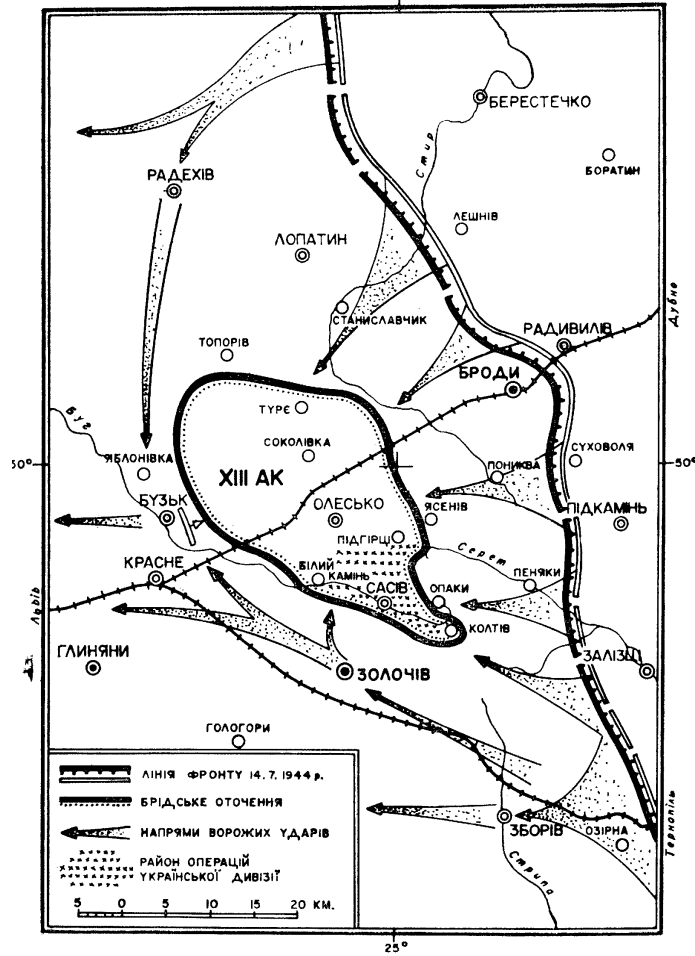 БЕРЕСТЕЧКО
Стир
БОРАТИН
РАДЕХІВ
ЛЕШНІВ
ЛОПАТИН
Дубно
СТАНИСЛАВЧИК
РАДИВИЛІВ
ТОПОРІВ
БРОДИ
ТУРЄ
Буг
СОКОЛІВКА
СУХОВОЛЯ
50°
50°
ЯБЛОНІВКА
XIII АК
ПОНИКВА
БУЗЬК
ОЛЕСЬКО
ЯСЕНІВ
ПІДКАМІНЬ
ПІДГІРЦІ
Серет
КРАСНЕ
БІЛИЙ
КАМІНЬ
ПЕНЯКИ
САСІВ
ОПАКИ
Львів
КОЛТІВ
ГЛИНЯНИ
ЗОЛОЧІВ
ЗАЛІЗЦІ
ГОЛОГОРИ
ЛІНІЯ ФРОНТУ 14.7.1944 р.
БРІДСЬКЕ ОТОЧЕННЯ
НАПРЯМИ ВОРОЖИХ УДАРІВ
РАЙОН ОПЕРАЦІЙ
УКРАЇНСЬКОЇ ДИВІЗІЇ
5 0 5 10 15 20 КМ.
ЗБОРІВ
ОЗІРНА
Тернопіль
Стрипа
25°